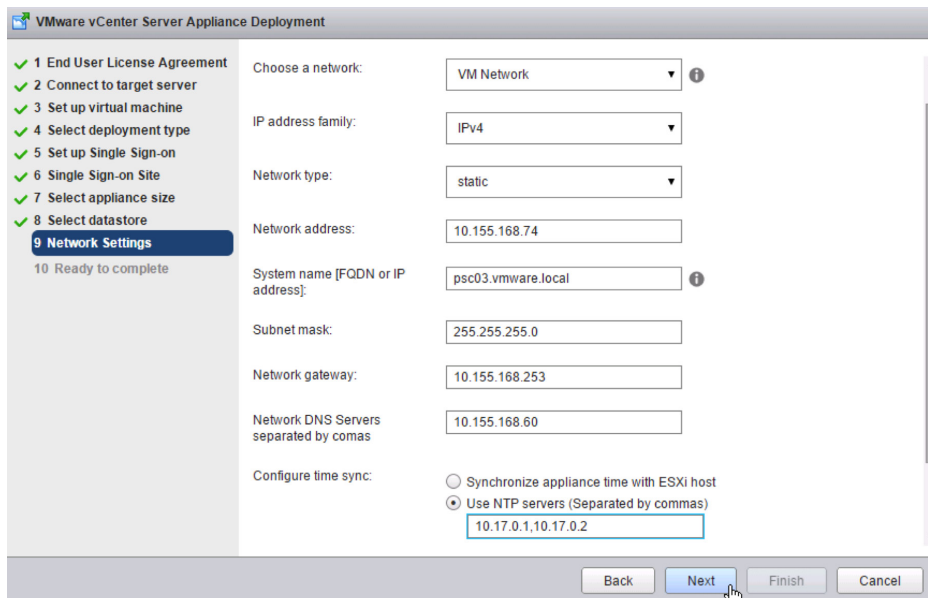 VMware vCenter Server Appliance Deployment
1 End User License Agreement
2 Connect to target server
3 Set up virtual machine
4 Select deployment type
5 Set up Single Sign-on
6 Single Sign-on Site
7 Select appliance size
8 Select datastore
9 Network Settings
10 Ready to complete
Choose a network:
VM Network
IP address family:
IPv4
Network type:
static
Network address:
10.155.168.74
System name [FQDN or IP
address]:
psc03.vmware.local
Subnet mask:
255.255.255.0
Network gateway:
10.155.168.253
Network DNS Servers
separated by comas
10.155.168.60
Configure time sync:
Synchronize appliance time with ESXi host
Use NTP servers (Separated by commas)
10.17.0.1,10.17.0.2
Back
Next
Finish
Cancel